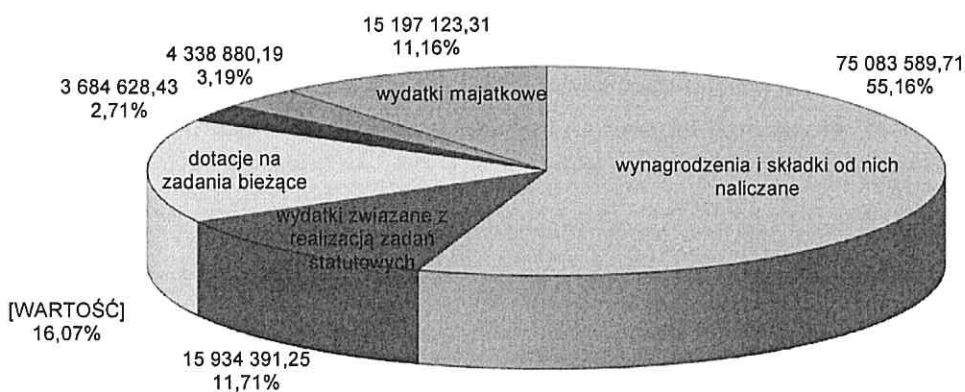 15 197 123,31
11,16%
4 338 880,19
3,19%
3 684 628,43
2,71%
75 083 589,71
55,16%
wydatki majatkowe
dotacje na
zadania bieżące
wynagrodzenia i składki od nich
naliczane
wydatki związane z
realizacją zadań
statutowych
[WARTOŚĆ]
16,07%
15 934 391,25
11,71%